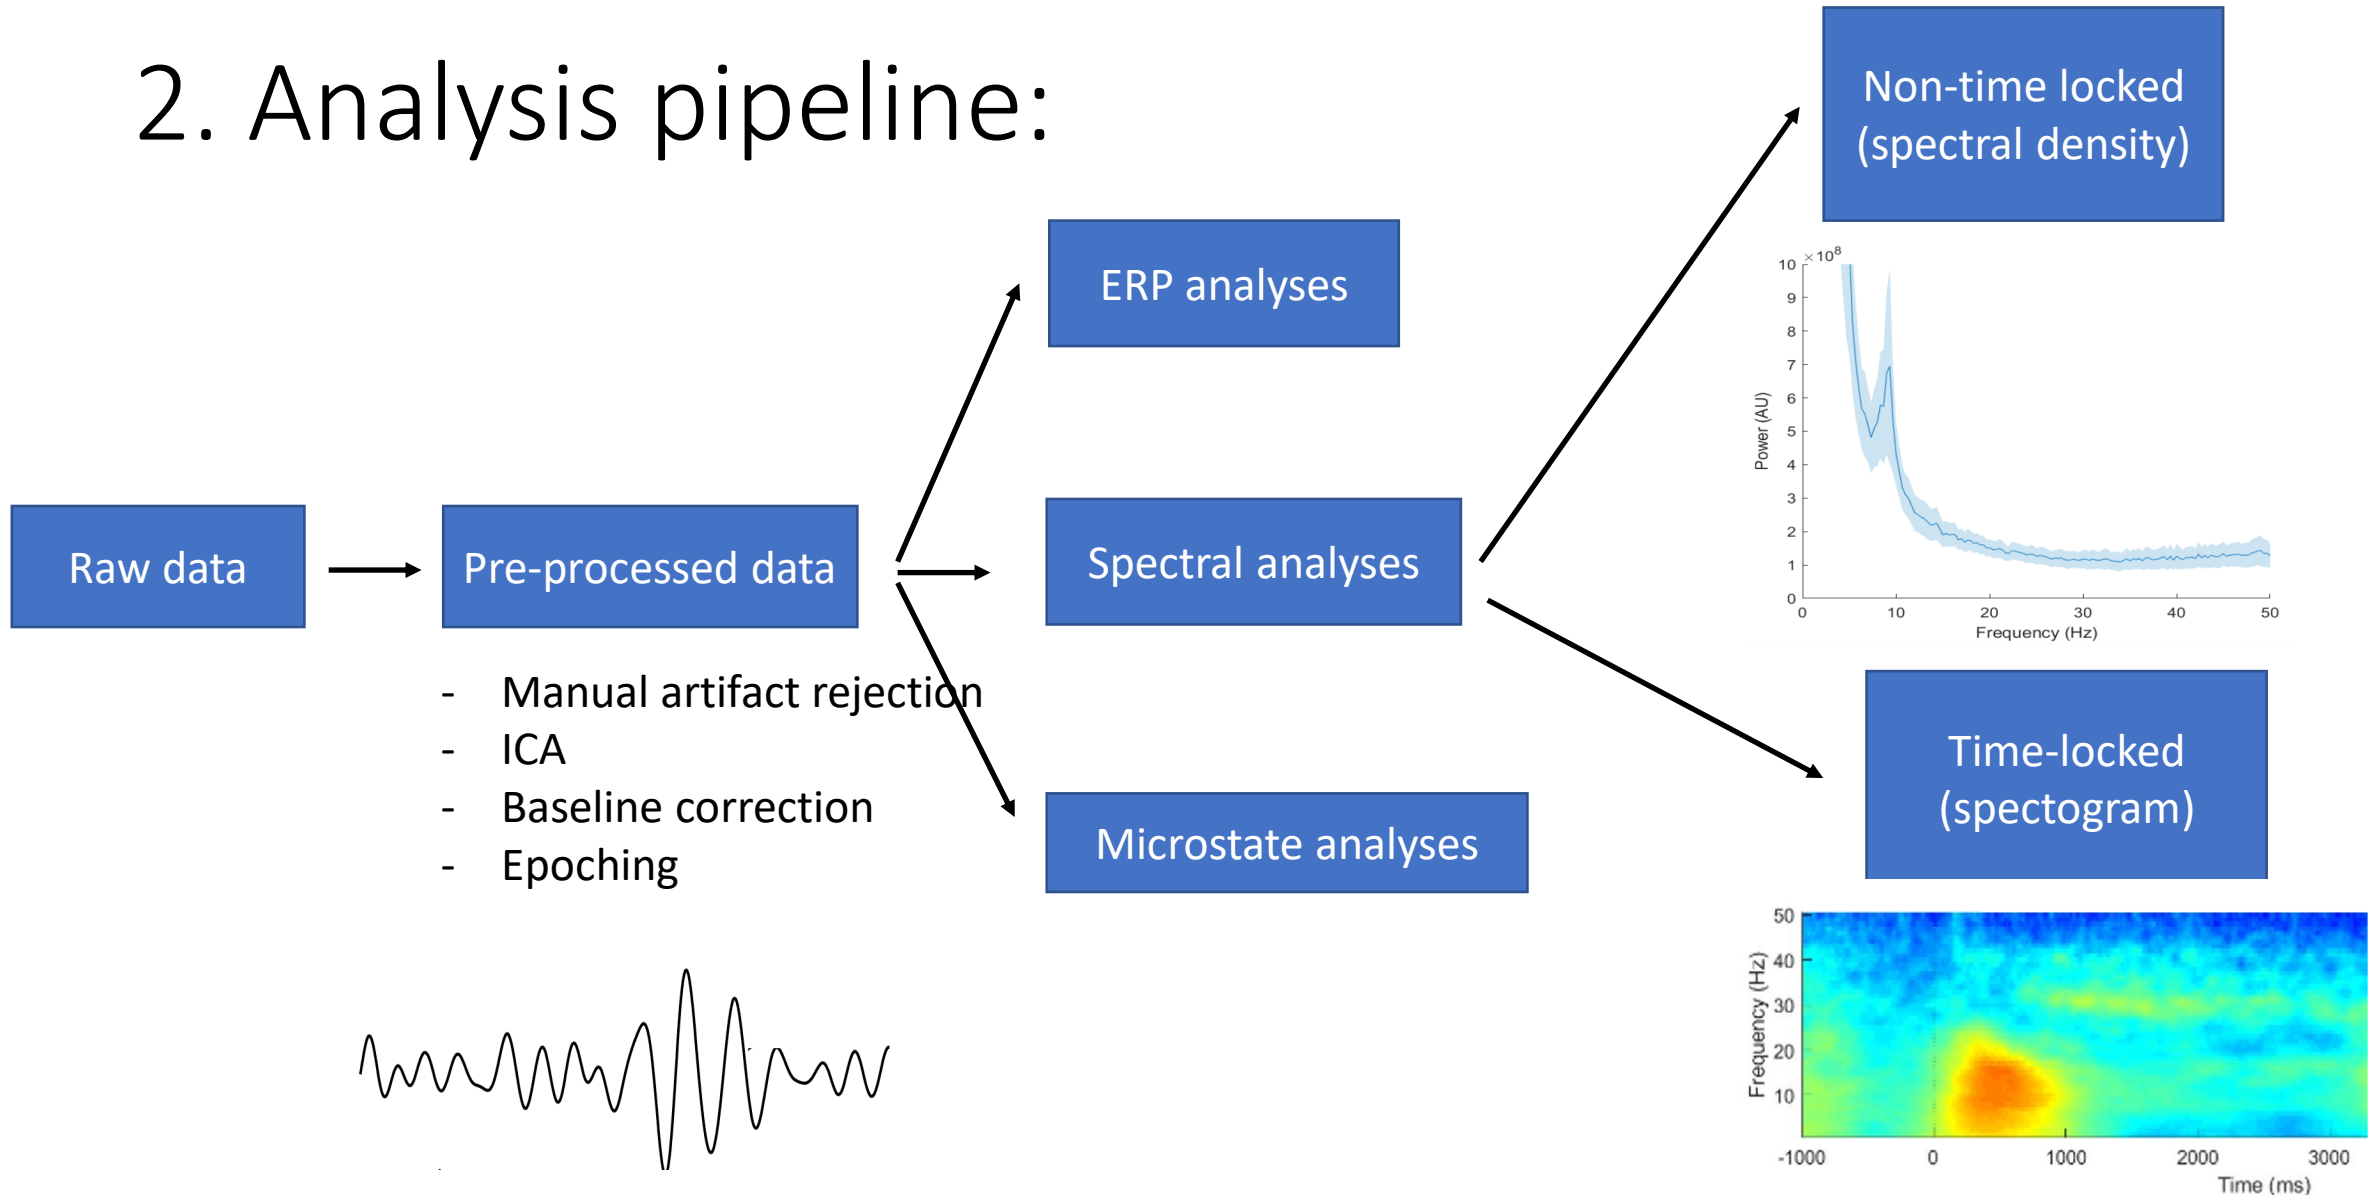 2. Analysis pipeline:
Raw data
Pre-processed data
- Manual artifact rejection
- ICA
- Baseline correction
- Epoching
ERP analyses
Spectral analyses
Microstate analyses
Non-time locked
(spectral density)
×10⁸
10
9
8
7
6
5
4
3
2
1
0
Power (AU)
0 10 20 30 40 50
Frequency (Hz)
Time-locked
(spectogram)
50
40
30
20
10
Frequency (Hz)
-1000 0 1000 2000 3000
Time (ms)